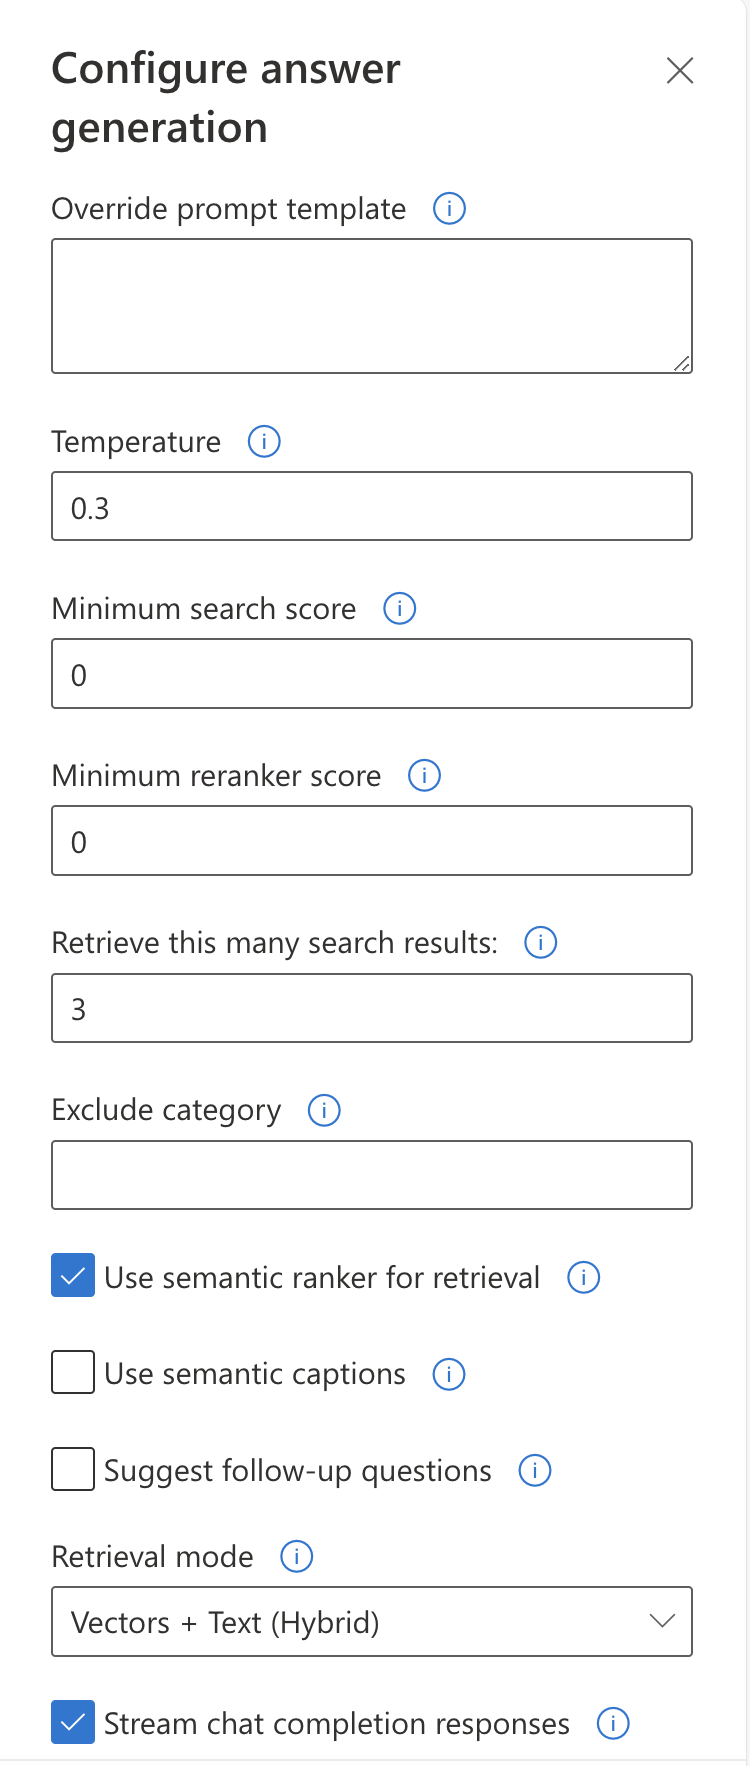 Configure answer
generation
Override prompt template
Temperature
0.3
Minimum search score
0
Minimum reranker score
0
Retrieve this many search results:
3
Exclude category
Use semantic ranker for retrieval
Use semantic captions
Suggest follow-up questions
Retrieval mode
Vectors + Text (Hybrid)
Stream chat completion responses